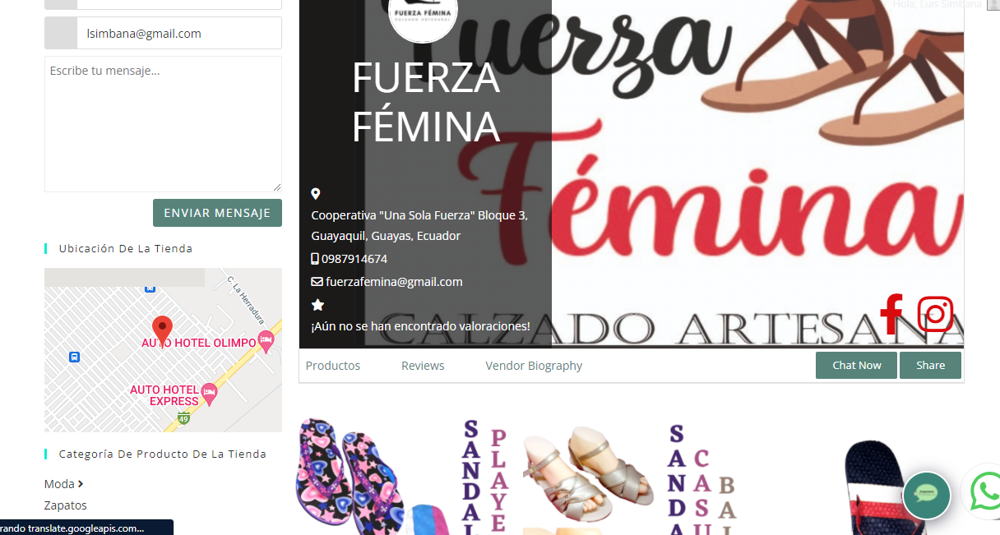 Hola, Luis Simbana
lsimbana@gmail.com
Escribe tu mensaje...
ENVIAR MENSAJE
Ubicación De La Tienda
C. La Herradura
AUTO HOTEL OLIMPO
AUTO HOTEL
EXPRESS
49
Categoría De Producto De La Tienda
Moda
Zapatos
rando translate.googleapis.com...
FUERZA FÉMINA
CALZADO ARTESANAL
FUERZA
FÉMINA
Fuerza
Fémina
CALZADO ARTESANA
Cooperativa "Una Sola Fuerza" Bloque 3,
Guayaquil, Guayas, Ecuador
0987914674
fuerzafemina@gmail.com
¡Aún no se han encontrado valoraciones!
Productos
Reviews
Vendor Biography
Chat Now
Share
SANDAL
PLAYE
SANDA
CASU
BAL